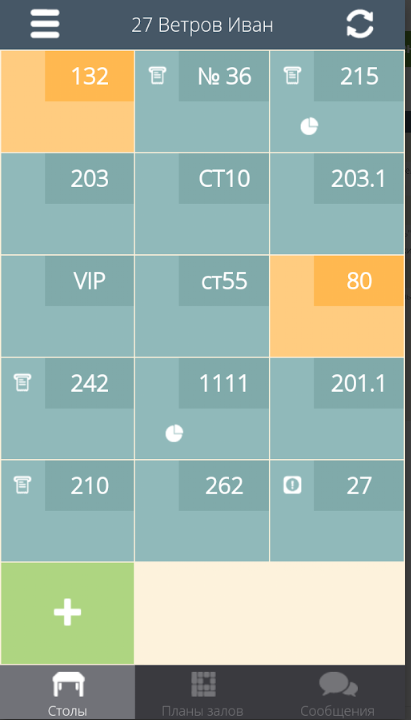 27 Ветров Иван
132
№ 36
215
203
СТ10
203.1
VIP
ст55
80
242
1111
201.1
210
262
27
Столы
Планы залов
Сообщения